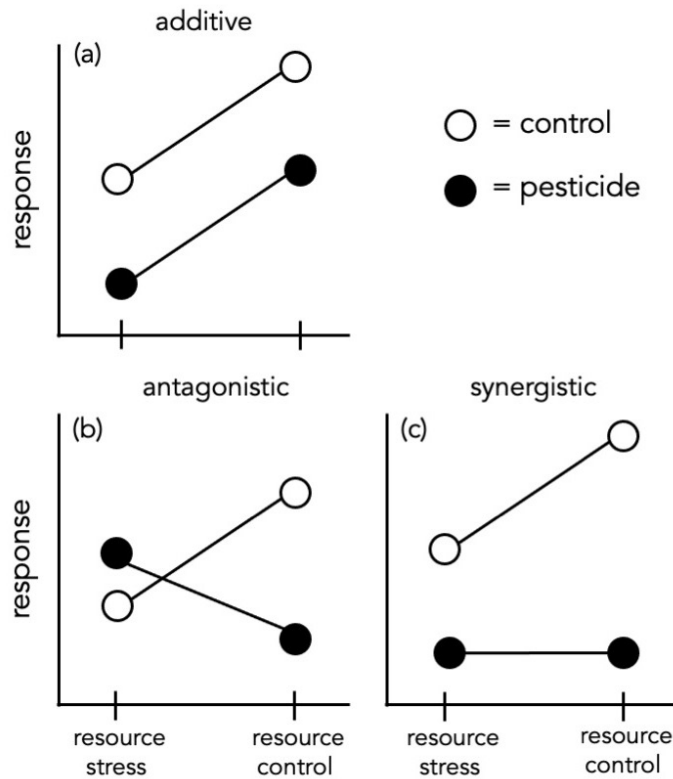 additive
(a)
response
= control
= pesticide
antagonistic
(b)
response
resource
stress
resource
control
synergistic
(c)
resource
stress
resource
control